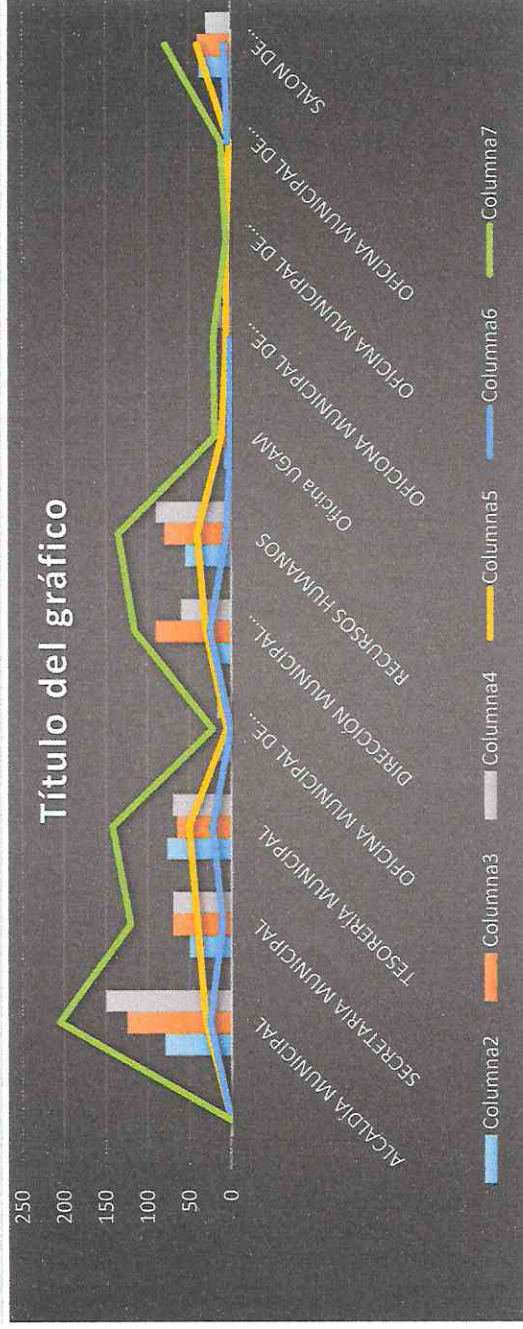 Título del gráfico
250
200
150
100
50
0
ALCALDÍA MUNICIPAL
SECRETARIA MUNICIPAL
TESORERÍA MUNICIPAL
OFICINA MUNICIPAL DE...
DIRECCIÓN MUNICIPAL...
RECURSOS HUMANOS
Oficina UGAM
OFICIONA MUNICIPAL DE...
OFICINA MUNICIPAL DE...
OFICINA MUNICIPAL DE...
SALON DE...
Columna2 Columna3 Columna4 Columna5 Columna6 Columna7